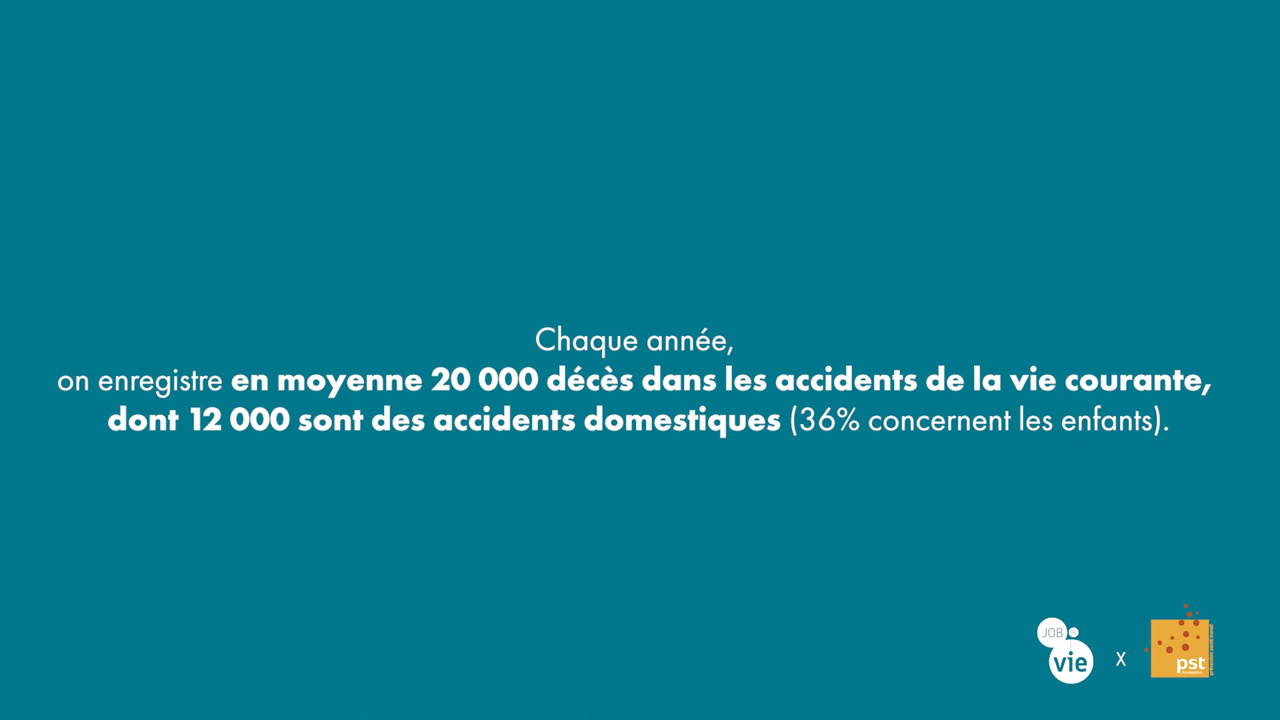 Chaque année,
on enregistre en moyenne 20 000 décès dans les accidents de la vie courante,
dont 12 000 sont des accidents domestiques (36% concernent les enfants).
JOB
vie
X
pst
formation